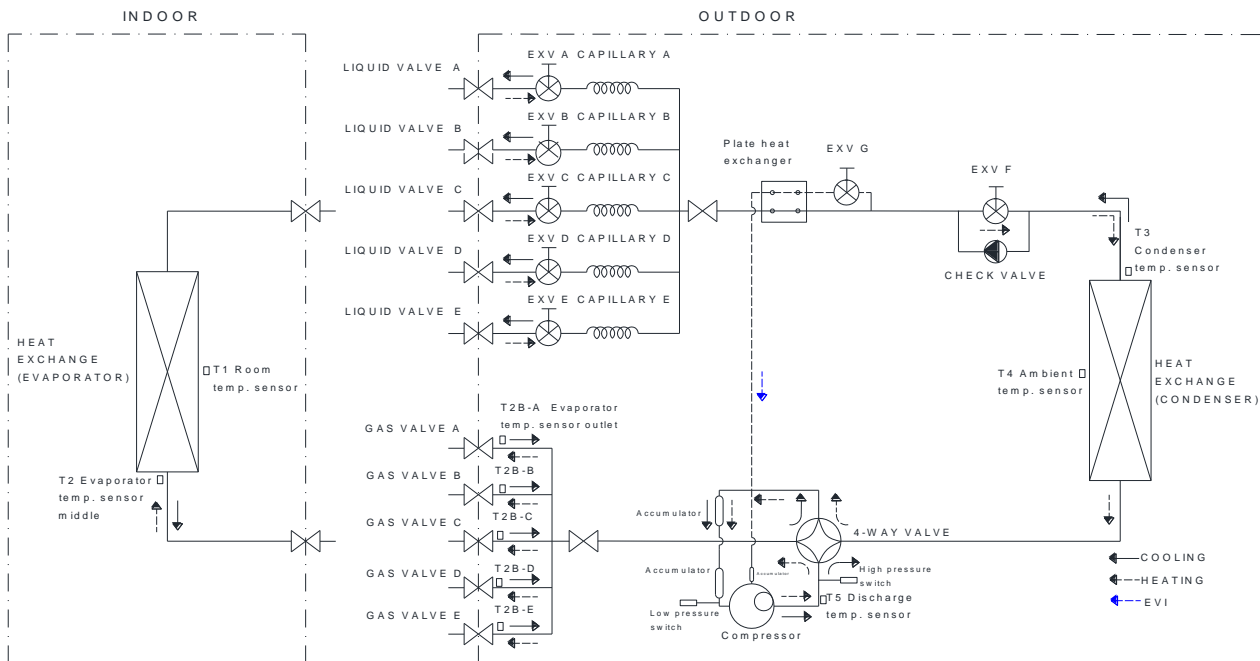 INDOOR
OUTDOOR
EXV A CAPILLARY A
LIQUID VALVE A
EXV B CAPILLARY B
LIQUID VALVE B
Plate heat
exchanger
EXV G
EXV C CAPILLARY C
EXV F
LIQUID VALVE C
EXV D CAPILLARY D
T3
Condenser
temp. sensor
LIQUID VALVE D
CHECK VALVE
EXV E CAPILLARY E
LIQUID VALVE E
HEAT
EXCHANGE
(EVAPORATOR)
T1 Room
temp. sensor
T4 Ambient
temp. sensor
HEAT
EXCHANGE
(CONDENSER)
T2B-A Evaporator
temp. sensor outlet
GAS VALVE A
T2 Evaporator
temp. sensor
middle
GAS VALVE B
T2B-B
Accumulator
GAS VALVE C
T2B-C
4-WAY VALVE
COOLING
GAS VALVE D
T2B-D
Accumulator
Accumulator
High pressure
switch
HEATING
T5 Discharge
temp. sensor
EVI
GAS VALVE E
T2B-E
Low pressure
switch
Compressor